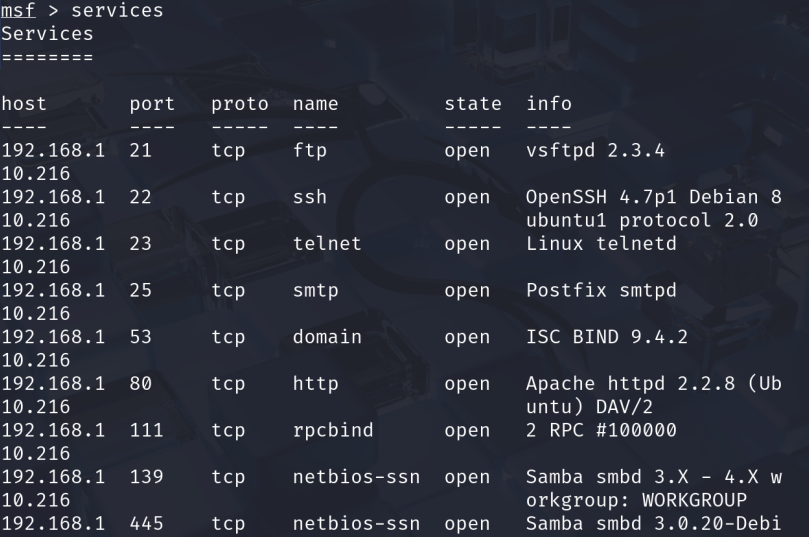 msf > services
Services
========
host port proto name state info
---- ---- ----- ---- ----- ----
192.168.1 21 tcp ftp open vsftpd 2.3.4
10.216
192.168.1 22 tcp ssh open OpenSSH 4.7p1 Debian 8
10.216 ubuntu1 protocol 2.0
192.168.1 23 tcp telnet open Linux telnetd
10.216
192.168.1 25 tcp smtp open Postfix smtpd
10.216
192.168.1 53 tcp domain open ISC BIND 9.4.2
10.216
192.168.1 80 tcp http open Apache httpd 2.2.8 (Ub
10.216 untu) DAV/2
192.168.1 111 tcp rpcbind open 2 RPC #100000
10.216
192.168.1 139 tcp netbios-ssn open Samba smbd 3.X - 4.X w
10.216 orkgroup: WORKGROUP
192.168.1 445 tcp netbios-ssn open Samba smbd 3.0.20-Debi